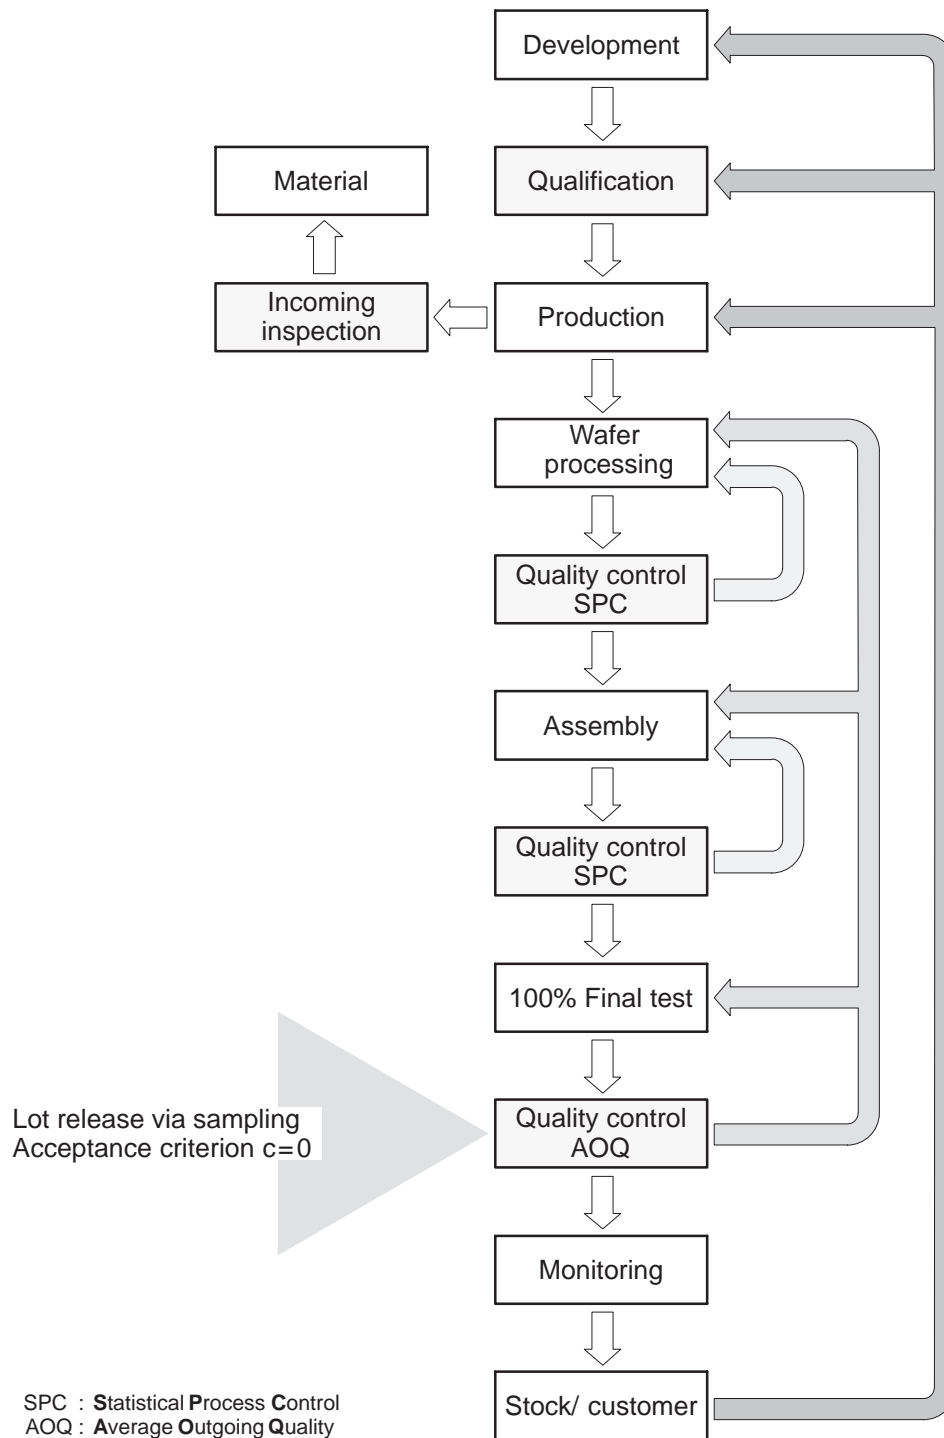 Development
Material
Qualification
Incoming
inspection
Production
Wafer
processing
Quality control
SPC
Assembly
Quality control
SPC
100% Final test
Lot release via sampling
Acceptance criterion c=0
Quality control
AOQ
Monitoring
Stock/ customer
SPC : Statistical Process Control
AOQ : Average Outgoing Quality